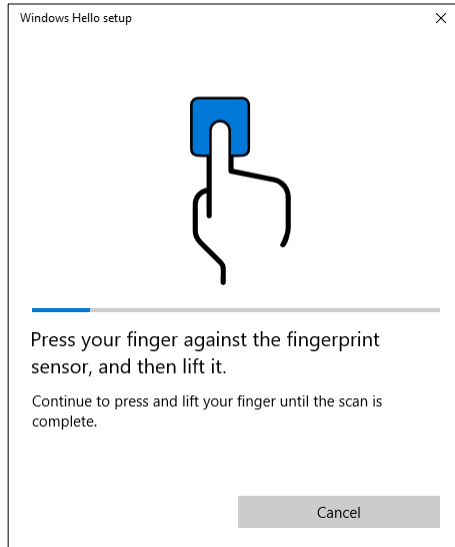 Windows Hello setup
Press your finger against the fingerprint
sensor, and then lift it.
Continue to press and lift your finger until the scan is
complete.
Cancel